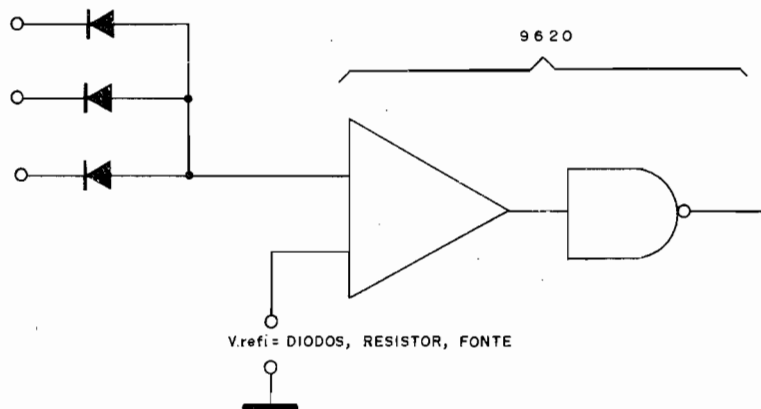 9620
V.refi = DIODOS, RESISTOR, FONTE